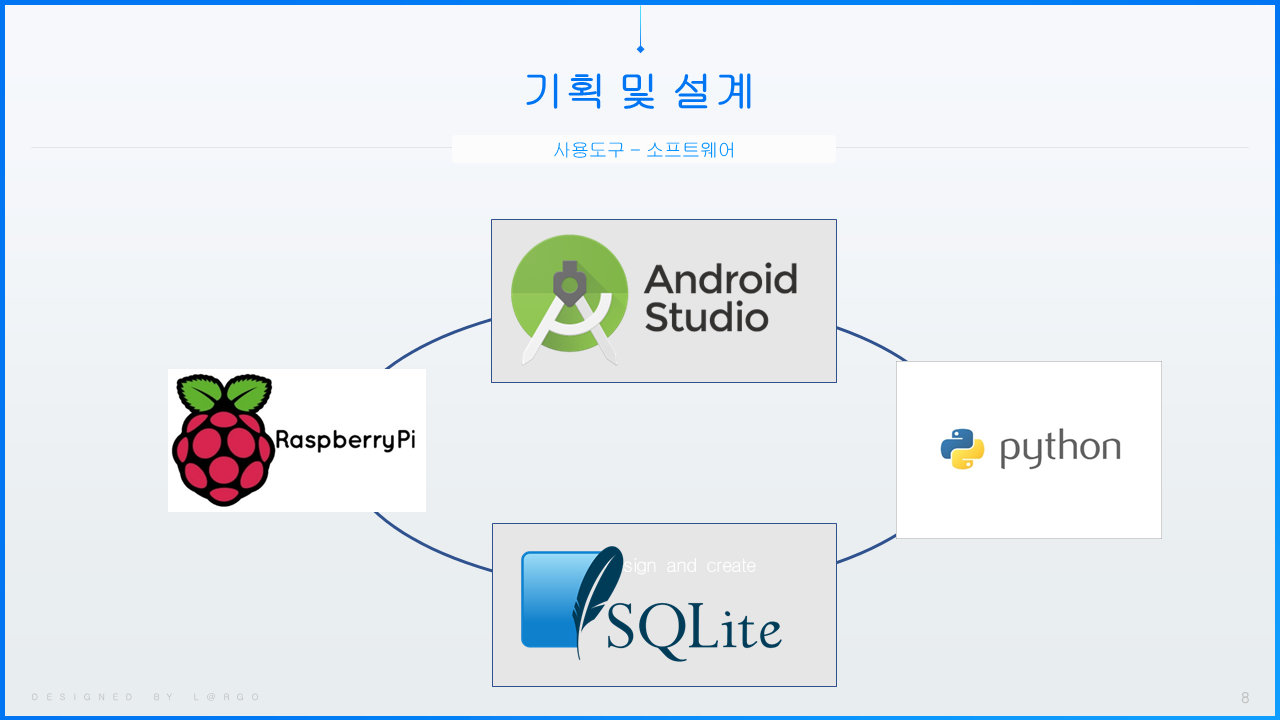 기획 및 설계
사용도구 - 소프트웨어
Android
Studio
RaspberryPi
python
sign and create
SQLite
DESIGNED BY L@RGO
8